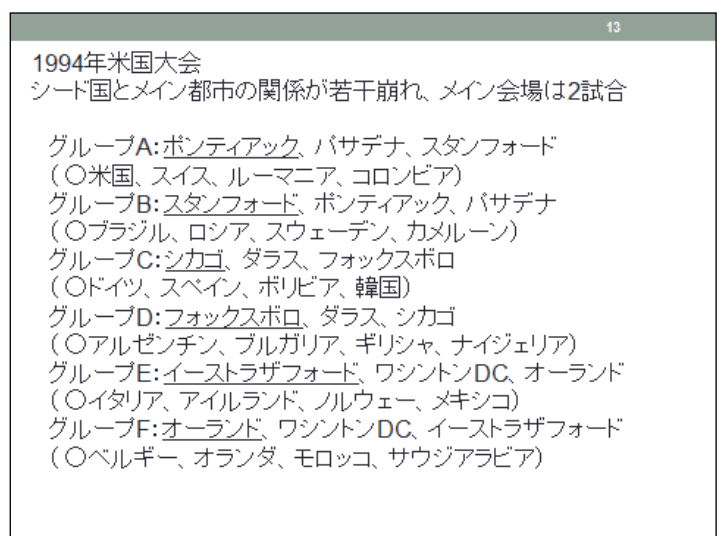 13
1994年米国大会
シード国とメイン都市の関係が若干崩れ、メイン会場は2試合
グループA:ポンティアック、パサデナ、スタンフォード
(○米国、スイス、ルーマニア、コロンビア)
グループB:スタンフォード、ポンティアック、パサデナ
(○ブラジル、ロシア、スウェーデン、カメルーン)
グループC:シカゴ、ダラス、フォックスボロ
(○ドイツ、スペイン、ボリビア、韓国)
グループD:フォックスボロ、ダラス、シカゴ
(○アルゼンチン、ブルガリア、ギリシャ、ナイジェリア)
グループE:イーストラザフォード、ワシントンDC、オーランド
(○イタリア、アイルランド、ノルウェー、メキシコ)
グループF:オーランド、ワシントンDC、イーストラザフォード
(○ベルギー、オランダ、モロッコ、サウジアラビア)